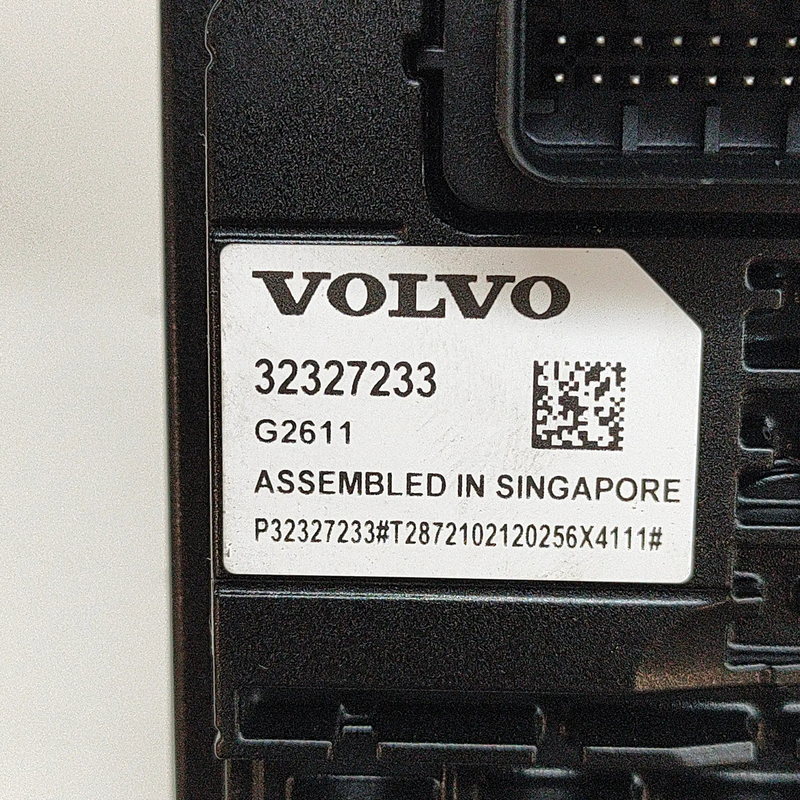 VOLVO
32327233
G2611
ASSEMBLED IN SINGAPORE
P32327233#T2872102120256X4111#